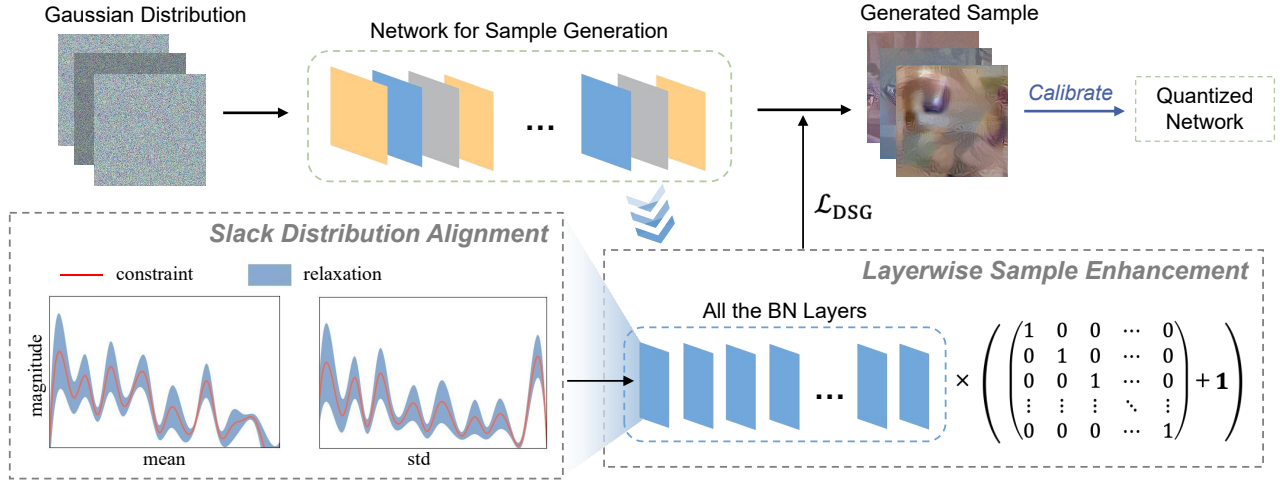 Gaussian Distribution
Network for Sample Generation
...
Generated Sample
Calibrate
Quantized
Network
ℒ_DSG
Slack Distribution Alignment
constraint
relaxation
magnitude
mean
std
Layerwise Sample Enhancement
All the BN Layers
...
× ( ( 1 0 0 ⋯ 0
0 1 0 ⋯ 0
0 0 1 ⋯ 0
⋮ ⋮ ⋮ ⋱ ⋮
0 0 0 ⋯ 1 ) + 1 )